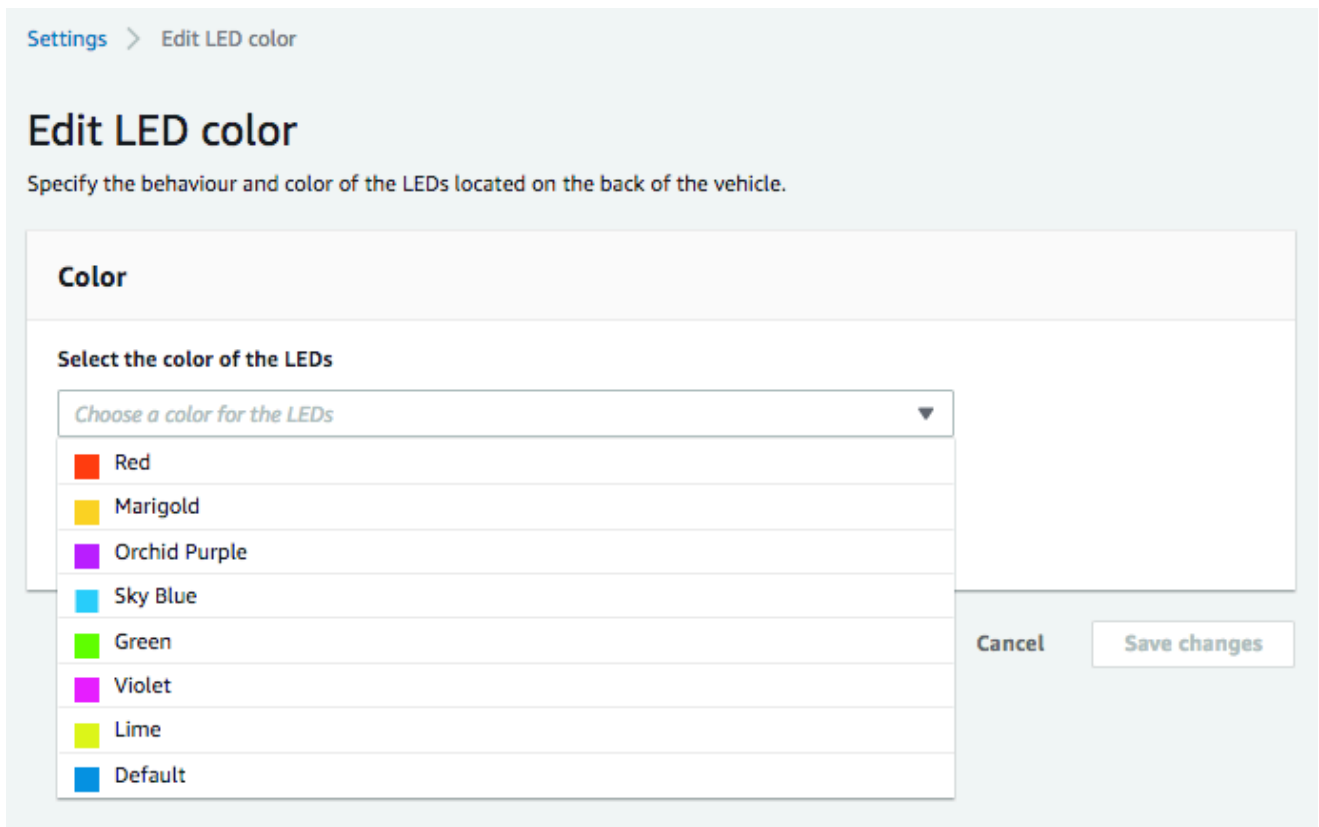 Settings > Edit LED color
Edit LED color
Specify the behaviour and color of the LEDs located on the back of the vehicle.
Color
Select the color of the LEDs
Choose a color for the LEDs
Red
Marigold
Orchid Purple
Sky Blue
Green
Violet
Lime
Default
Cancel Save changes